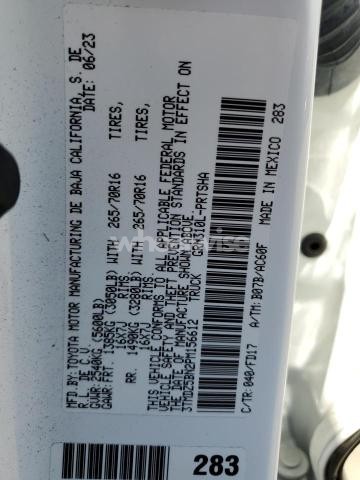 MFD BY: TOYOTA MOTOR MANUFACTURING DE BAJA CALIFORNIA, S. DE
R.L. DE C.V. DATE: 06/23
GVWR: 2540KG (5600LB)
GAWR: FRT. 1385KG (3050LB) WITH 265/70R16 TIRES,
16X7J RIMS,
RR. 1490KG (3280LB) WITH 265/70R16 TIRES,
16X7J RIMS,
THIS VEHICLE CONFORMS TO ALL APPLICABLE FEDERAL MOTOR
VEHICLE SAFETY AND THEFT PREVENTION STANDARDS IN EFFECT ON
THE DATE OF MANUFACTURE SHOWN ABOVE.
3TMDZ5BN2PM156612 TRUCK GRN310L-PRTSHA
C/TR: 040/FD17 A/TM: B07B/AC60F MADE IN MEXICO 283
283